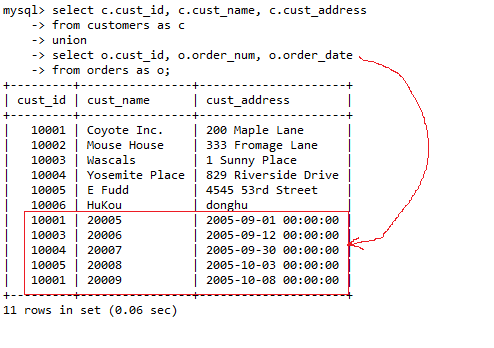 mysql> select c.cust_id, c.cust_name, c.cust_address
    -> from customers as c
    -> union
    -> select o.cust_id, o.order_num, o.order_date
    -> from orders as o;
+---------+----------------+---------------------+
| cust_id | cust_name      | cust_address        |
+---------+----------------+---------------------+
|   10001 | Coyote Inc.    | 200 Maple Lane      |
|   10002 | Mouse House    | 333 Fromage Lane    |
|   10003 | Wascals        | 1 Sunny Place       |
|   10004 | Yosemite Place | 829 Riverside Drive |
|   10005 | E Fudd         | 4545 53rd Street    |
|   10006 | HuKou          | donghu              |
|   10001 | 20005          | 2005-09-01 00:00:00 |
|   10003 | 20006          | 2005-09-12 00:00:00 |
|   10004 | 20007          | 2005-09-30 00:00:00 |
|   10005 | 20008          | 2005-10-03 00:00:00 |
|   10001 | 20009          | 2005-10-08 00:00:00 |
+---------+----------------+---------------------+
11 rows in set (0.06 sec)